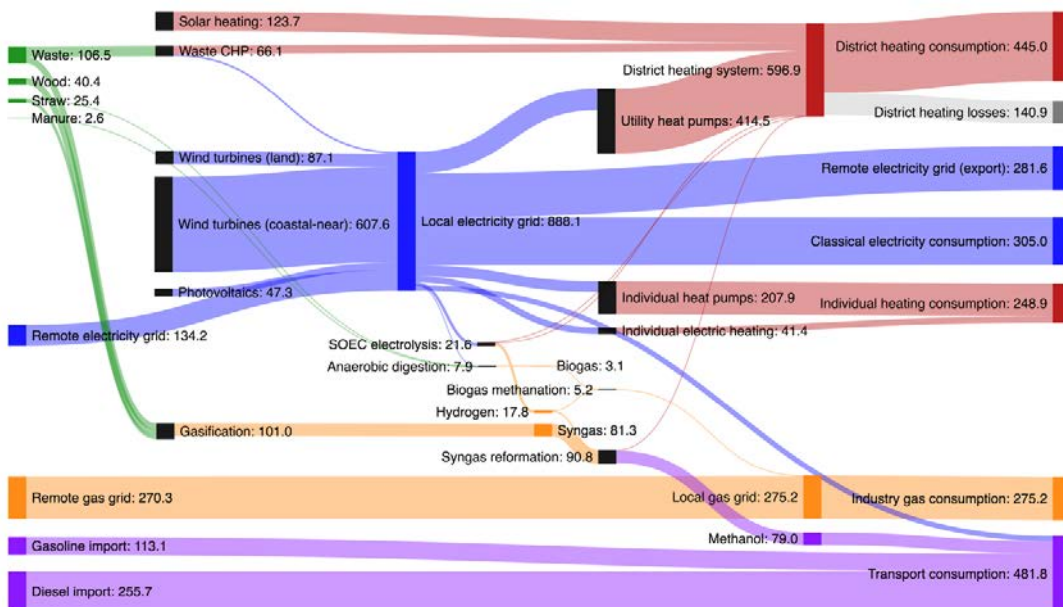 Solar heating: 123.7
District heating consumption: 445.0
Waste: 106.5
Waste CHP: 66.1
District heating system: 596.9
Wood: 40.4
Straw: 25.4
Manure: 2.6
District heating losses: 140.9
Utility heat pumps: 414.5
Wind turbines (land): 87.1
Remote electricity grid (export): 281.6
Wind turbines (coastal-near): 607.6
Local electricity grid: 888.1
Classical electricity consumption: 305.0
Photovoltaics: 47.3
Individual heat pumps: 207.9
Individual heating consumption: 248.9
Remote electricity grid: 134.2
Individual electric heating: 41.4
SOEC electrolysis: 21.6
Anaerobic digestion: 7.9
Biogas: 3.1
Biogas methanation: 5.2
Hydrogen: 17.8
Gasification: 101.0
Syngas: 81.3
Syngas reformation: 90.8
Remote gas grid: 270.3
Local gas grid: 275.2
Industry gas consumption: 275.2
Methanol: 79.0
Gasoline import: 113.1
Transport consumption: 481.8
Diesel import: 255.7